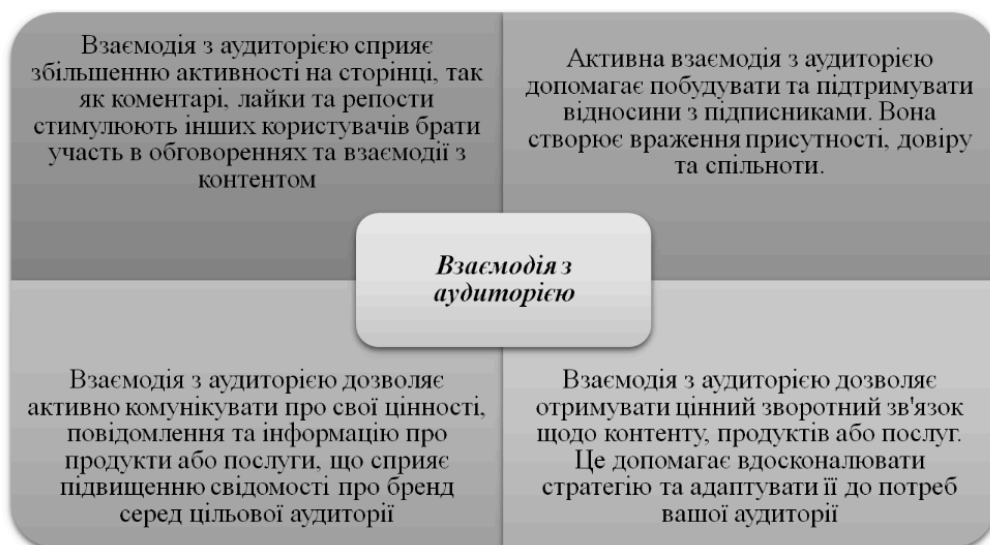 Взаємодія з аудиторією сприяє
збільшенню активності на сторінці, так
як коментарі, лайки та репости
стимулюють інших користувачів брати
участь в обговореннях та взаємодії з
контентом
Активна взаємодія з аудиторією
допомагає побудувати та підтримувати
відносини з підписниками. Вона
створює враження присутності, довіру
та спільноти.
Взаємодія з
аудиторією
Взаємодія з аудиторією дозволяє
активно комунікувати про свої цінності,
повідомлення та інформацію про
продукти або послуги, що сприяє
підвищенню свідомості про бренд
серед цільової аудиторії
Взаємодія з аудиторією дозволяє
отримувати цінний зворотний зв'язок
щодо контенту, продуктів або послуг.
Це допомагає вдосконалювати
стратегію та адаптувати її до потреб
вашої аудиторії